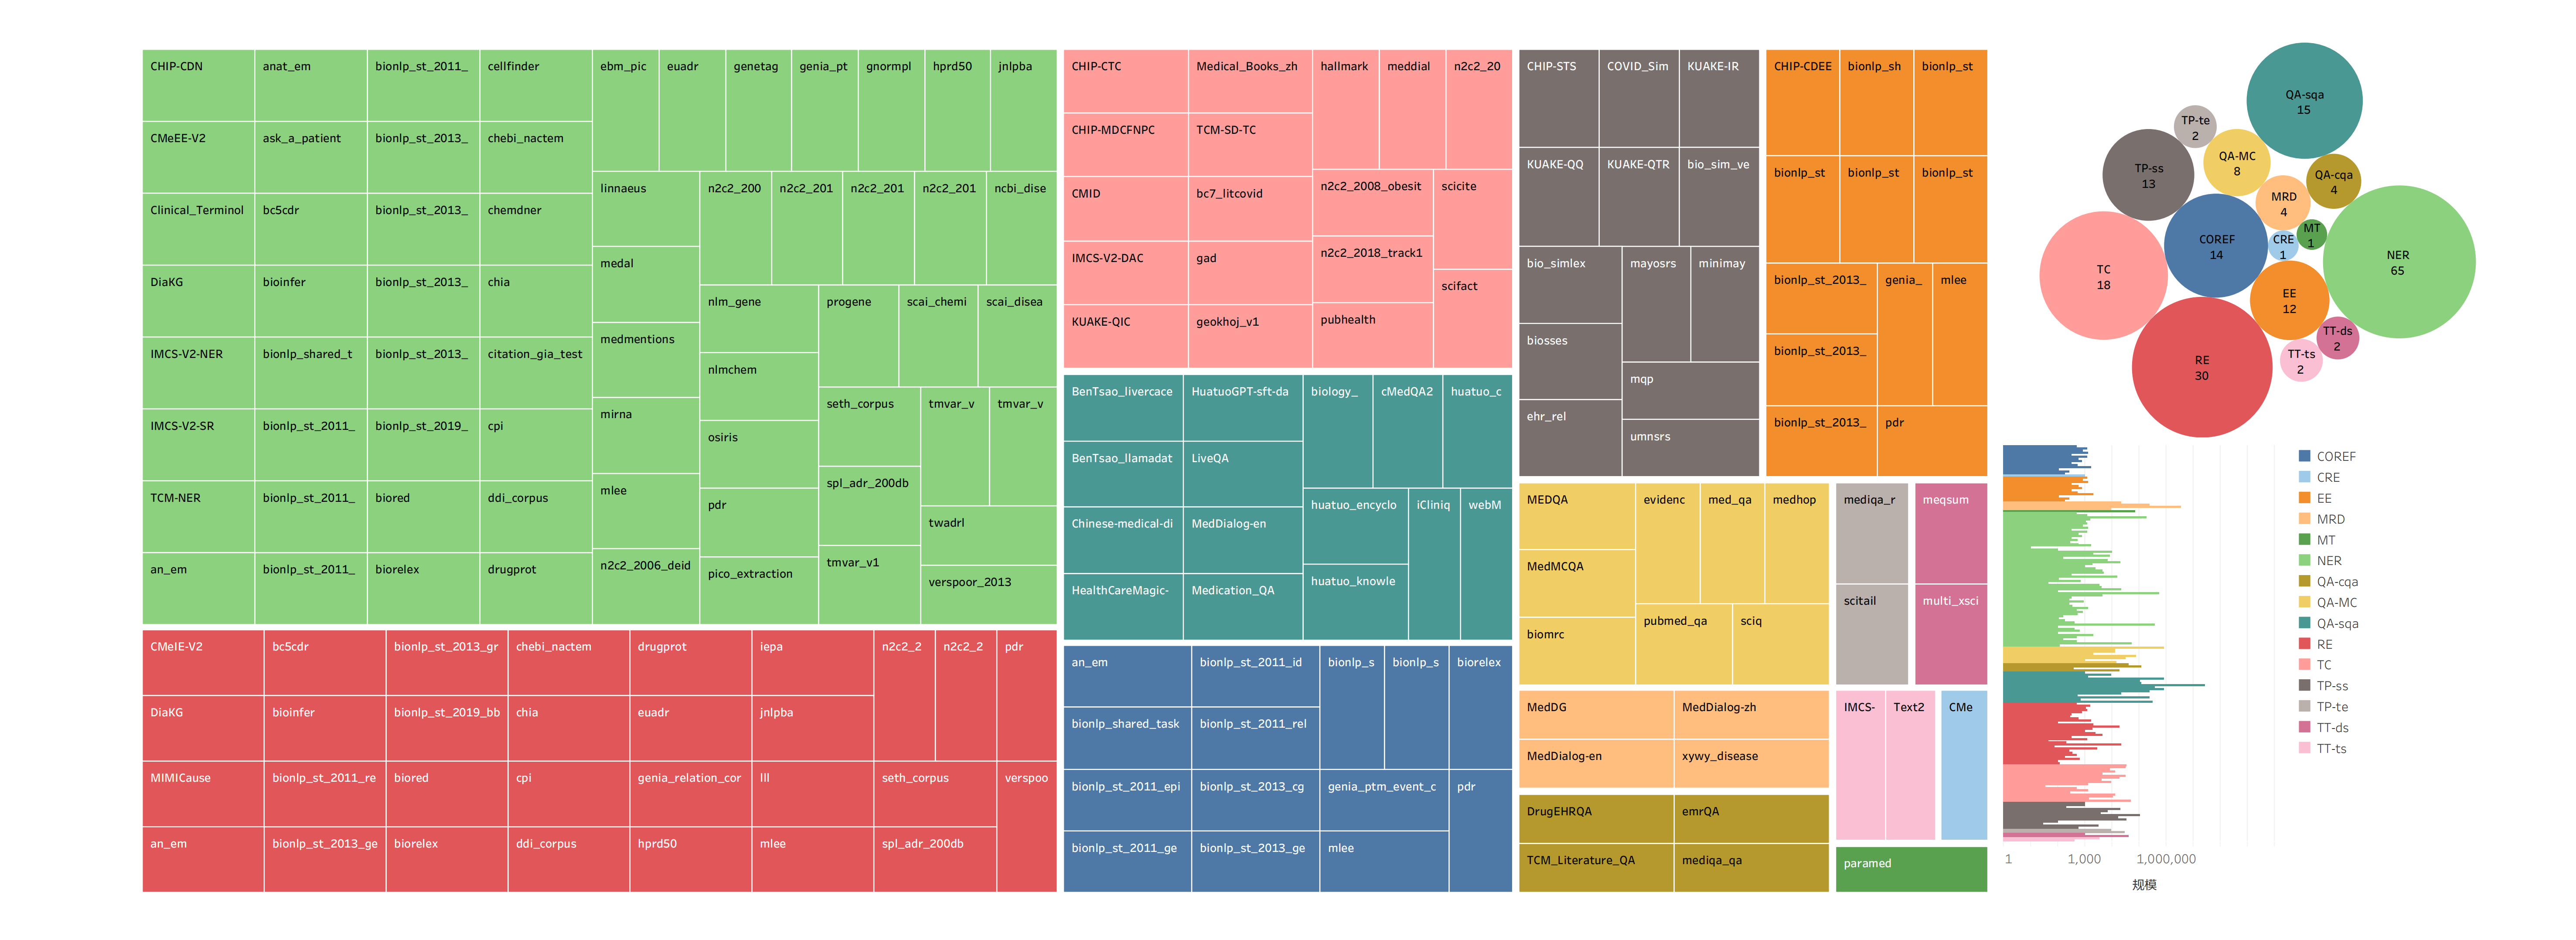 CHIP-CDN
anat_em
bionlp_st_2011_
cellfinder
CMeEE-V2
ask_a_patient
bionlp_st_2013_
chebi_nactem
Clinical_Terminol
bc5cdr
bionlp_st_2013_
chemdner
DiaKG
bioinfer
bionlp_st_2013_
chia
IMCS-V2-NER
bionlp_shared_t
bionlp_st_2013_
citation_gia_test
IMCS-V2-SR
bionlp_st_2011_
bionlp_st_2019_
cpi
TCM-NER
bionlp_st_2011_
biored
ddi_corpus
an_em
bionlp_st_2011_
biorelex
drugprot
ebm_pic
euadr
genetag
genia_pt
gnormpl
hprd50
jnlpba
linnaeus
medal
medmentions
mirna
mlee
n2c2_2006_deid
n2c2_200
n2c2_201
n2c2_201
n2c2_201
ncbi_dise
nlm_gene
nlmchem
osiris
pdr
pico_extraction
progene
scai_chemi
scai_disea
seth_corpus
spl_adr_200db
tmvar_v1
tmvar_v
tmvar_v
twadrl
verspoor_2013
CMeIE-V2
bc5cdr
bionlp_st_2013_gr
chebi_nactem
drugprot
iepa
n2c2_2
n2c2_2
pdr
DiaKG
bioinfer
bionlp_st_2019_bb
chia
euadr
jnlpba
MIMICause
bionlp_st_2011_re
biored
cpi
genia_relation_cor
lll
seth_corpus
verspoo
an_em
bionlp_st_2013_ge
biorelex
ddi_corpus
hprd50
mlee
spl_adr_200db
CHIP-CTC
Medical_Books_zh
CHIP-MDCFNPC
TCM-SD-TC
CMID
bc7_litcovid
IMCS-V2-DAC
gad
KUAKE-QIC
geokhoj_v1
hallmark
meddial
n2c2_20
n2c2_2008_obesit
scicite
n2c2_2018_track1
scifact
pubhealth
BenTsao_livercace
HuatuoGPT-sft-da
BenTsao_llamadat
LiveQA
Chinese-medical-di
MedDialog-en
HealthCareMagic-
Medication_QA
biology_
cMedQA2
huatuo_c
huatuo_encyclo
iCliniq
webM
huatuo_knowle
an_em
bionlp_st_2011_id
bionlp_s
bionlp_s
biorelex
bionlp_shared_task
bionlp_st_2011_rel
bionlp_st_2011_epi
bionlp_st_2013_cg
genia_ptm_event_c
pdr
bionlp_st_2011_ge
bionlp_st_2013_ge
mlee
CHIP-STS
COVID_Sim
KUAKE-IR
KUAKE-QQ
KUAKE-QTR
bio_sim_ve
bio_simlex
mayosrs
minimay
biosses
mqp
ehr_rel
umnsrs
CHIP-CDEE
bionlp_sh
bionlp_st
bionlp_st
bionlp_st
bionlp_st
bionlp_st_2013_
genia_
mlee
bionlp_st_2013_
bionlp_st_2013_
pdr
MEDQA
evidenc
med_qa
medhop
MedMCQA
biomrc
pubmed_qa
sciq
mediqa_r
scitail
meqsum
multi_xsci
MedDG
MedDialog-zh
MedDialog-en
xywy_disease
IMCS-
Text2
CMe
DrugEHRQA
emrQA
TCM_Literature_QA
mediqa_qa
paramed
QA-sqa
15
TP-te
2
QA-MC
8
TP-ss
13
QA-cqa
4
MRD
4
MT
1
CRE
1
COREF
14
NER
65
TC
18
EE
12
TT-ds
2
TT-ts
2
RE
30
COREF
CRE
EE
MRD
MT
NER
QA-cqa
QA-MC
QA-sqa
RE
TC
TP-ss
TP-te
TT-ds
TT-ts
1
1,000
1,000,000
规模